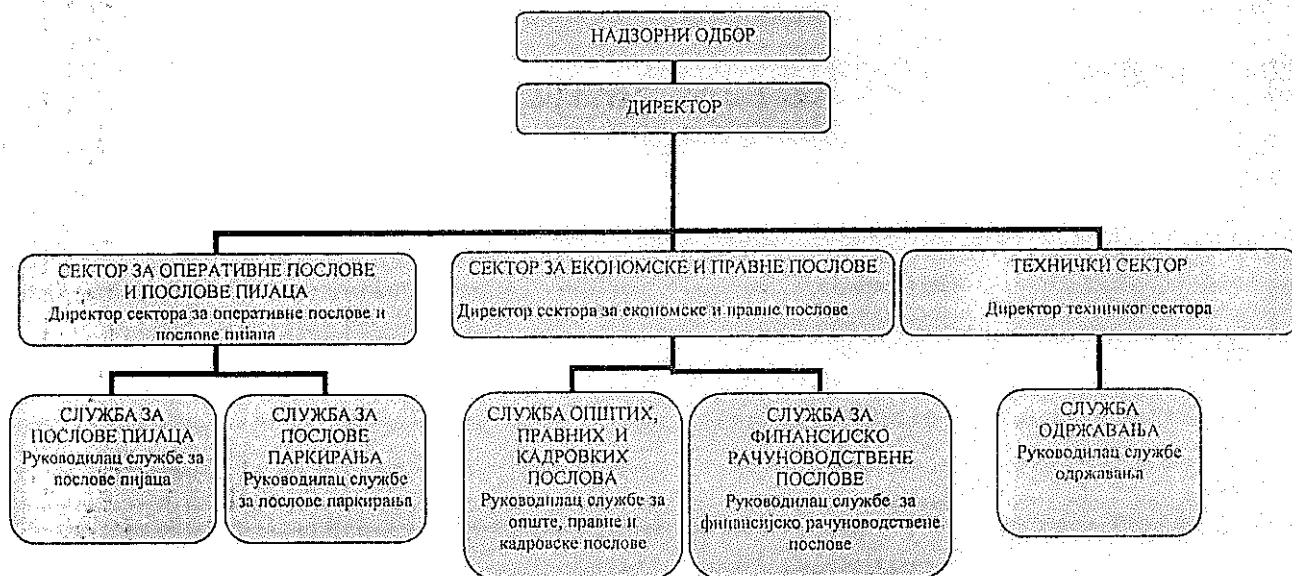 НАДЗОРНИ ОДБОР
ДИРЕКТОР
СЕКТОР ЗА ОПЕРАТИВНЕ ПОСЛОВЕ
И ПОСЛОВЕ ПИЈАЦА
Директор сектора за оперативне послове и
послове пијаца
СЕКТОР ЗА ЕКОНОМСКЕ И ПРАВНЕ ПОСЛОВЕ
Директор сектора за економске и правне послове
ТЕХНИЧКИ СЕКТОР
Директор техничког сектора
СЛУЖБА ЗА
ПОСЛОВЕ ПИЈАЦА
Руководилац службе за
послове пијаца
СЛУЖБА ЗА
ПОСЛОВЕ
ПАРКИРАЊА
Руководилац службе
за послове паркирања
СЛУЖБА ОПШТИХ,
ПРАВНИХ И
КАДРОВКИХ
ПОСЛОВА
Руководилац службе за
опште, правне и
кадровске послове
СЛУЖБА ЗА
ФИНАНСИЈСКО
РАЧУНОВОДСТВЕНЕ
ПОСЛОВЕ
Руководилац службе за
финансијско рачуноводствене
послове
СЛУЖБА
ОДРЖАВАЊА
Руководилац службе
одржавања